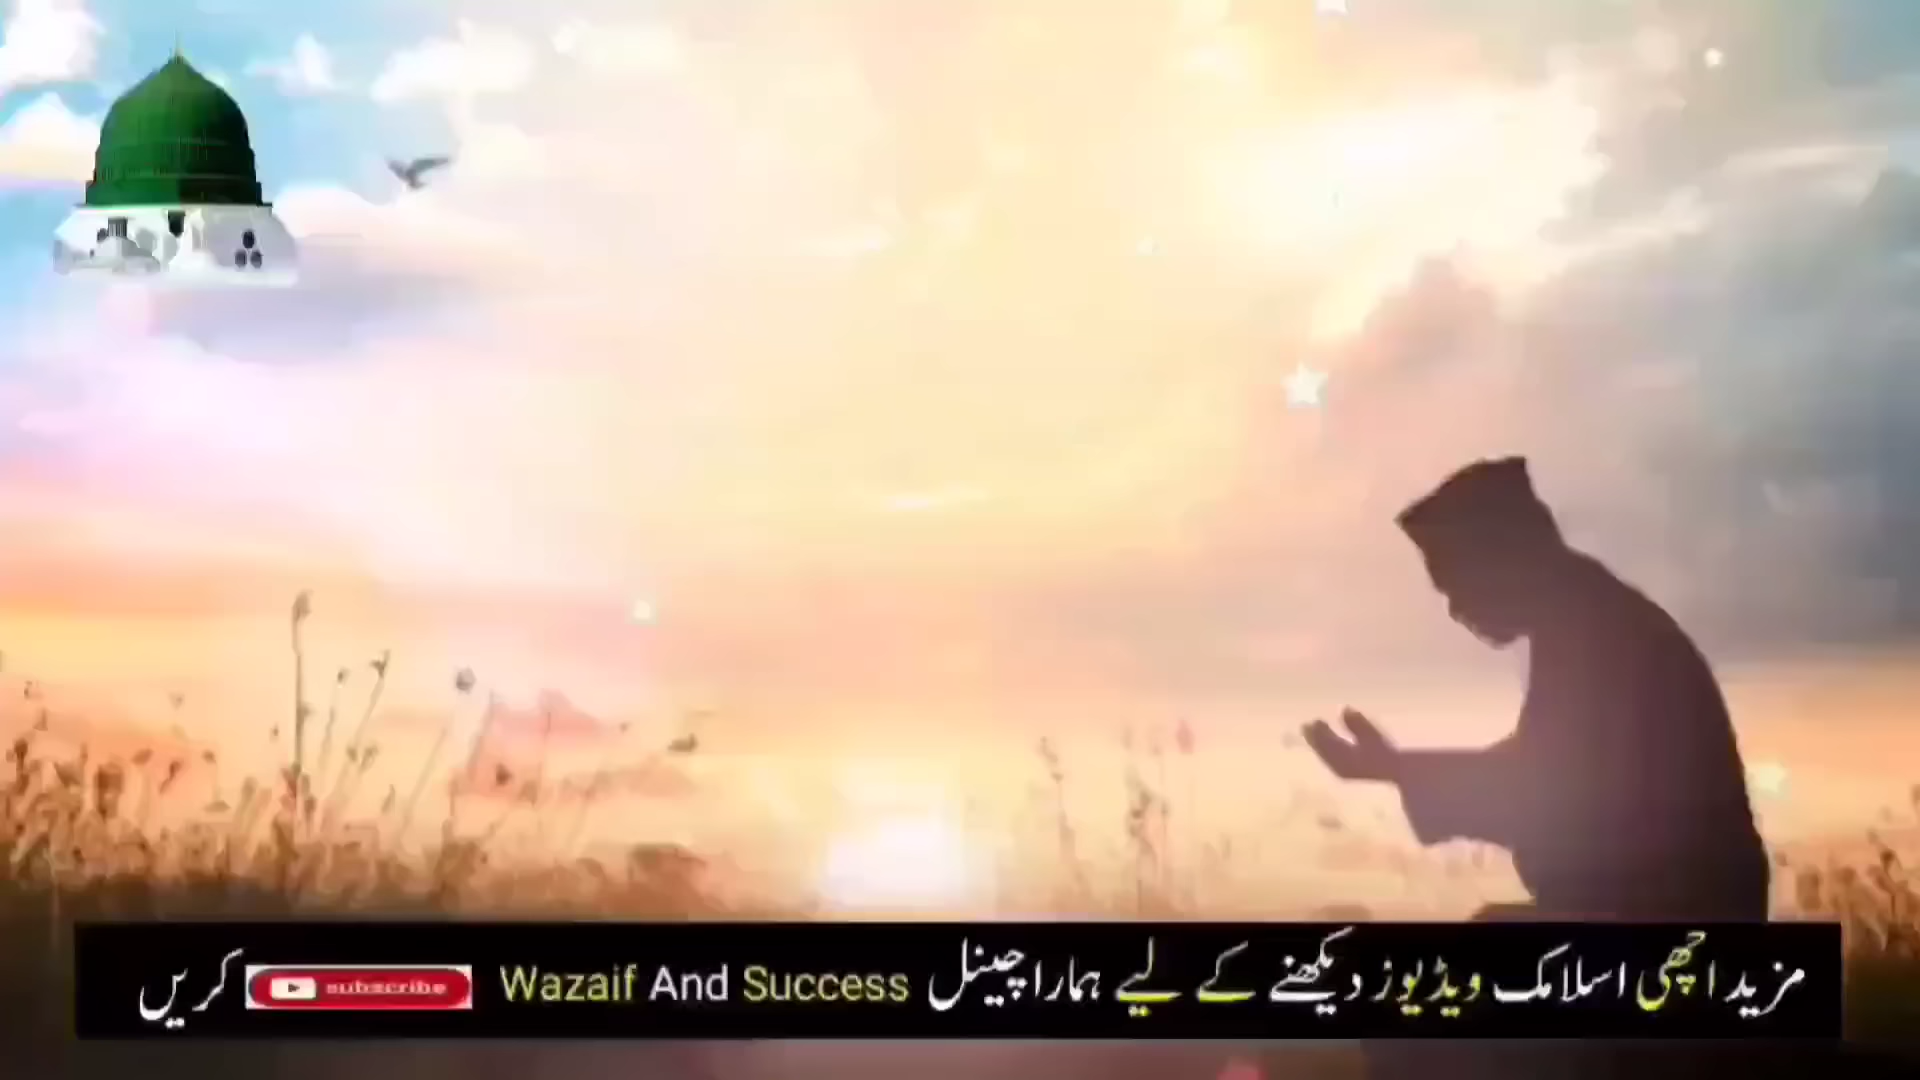 مزید اچھی اسلامک ویڈیوز دیکھنے کے لیے ہمارا چینل Wazaif And Success subscribe کریں